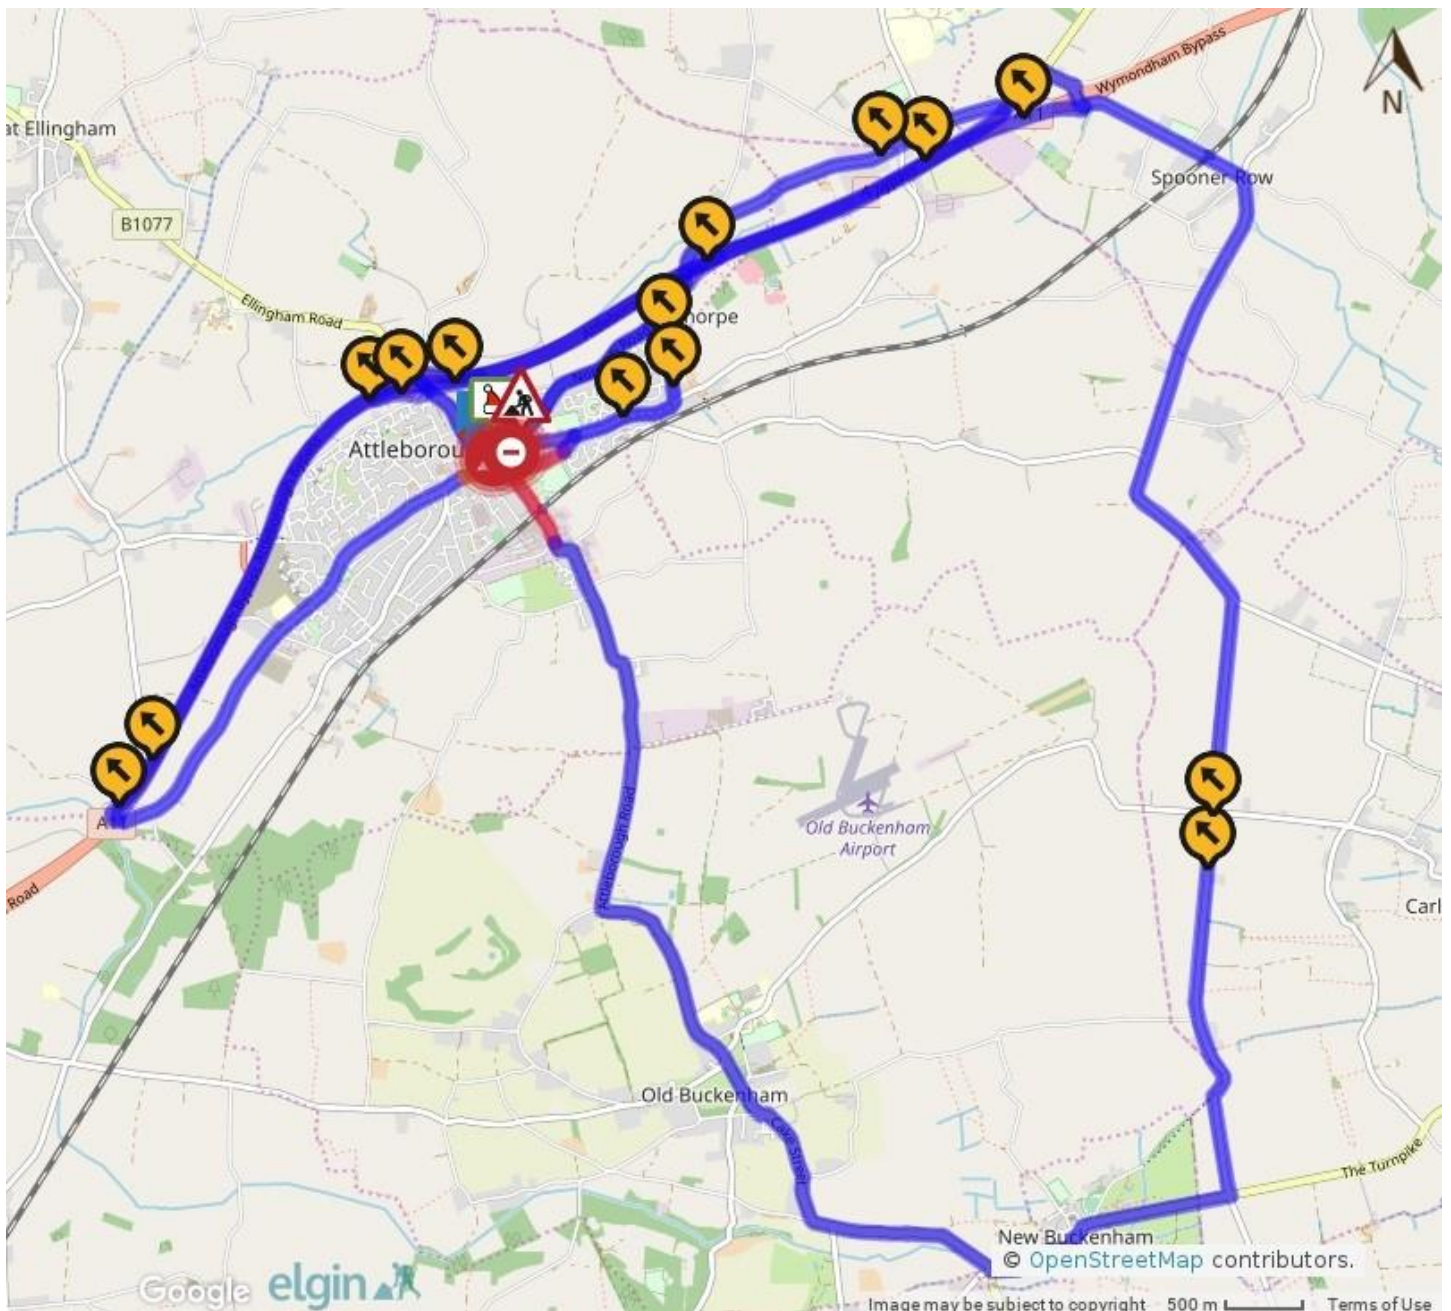 Wymondham Bypass
N
at Ellingham
Spooner Row
B1077
Ellingham Road
horpe
Attleborou
Road
Old Buckenham
Airport
Attleborough Road
Carl
Old Buckenham
Cake Street
The Turnpike
New Buckenham
© OpenStreetMap contributors.
Google
elgin
Image may be subject to copyright 500 m Terms of Use